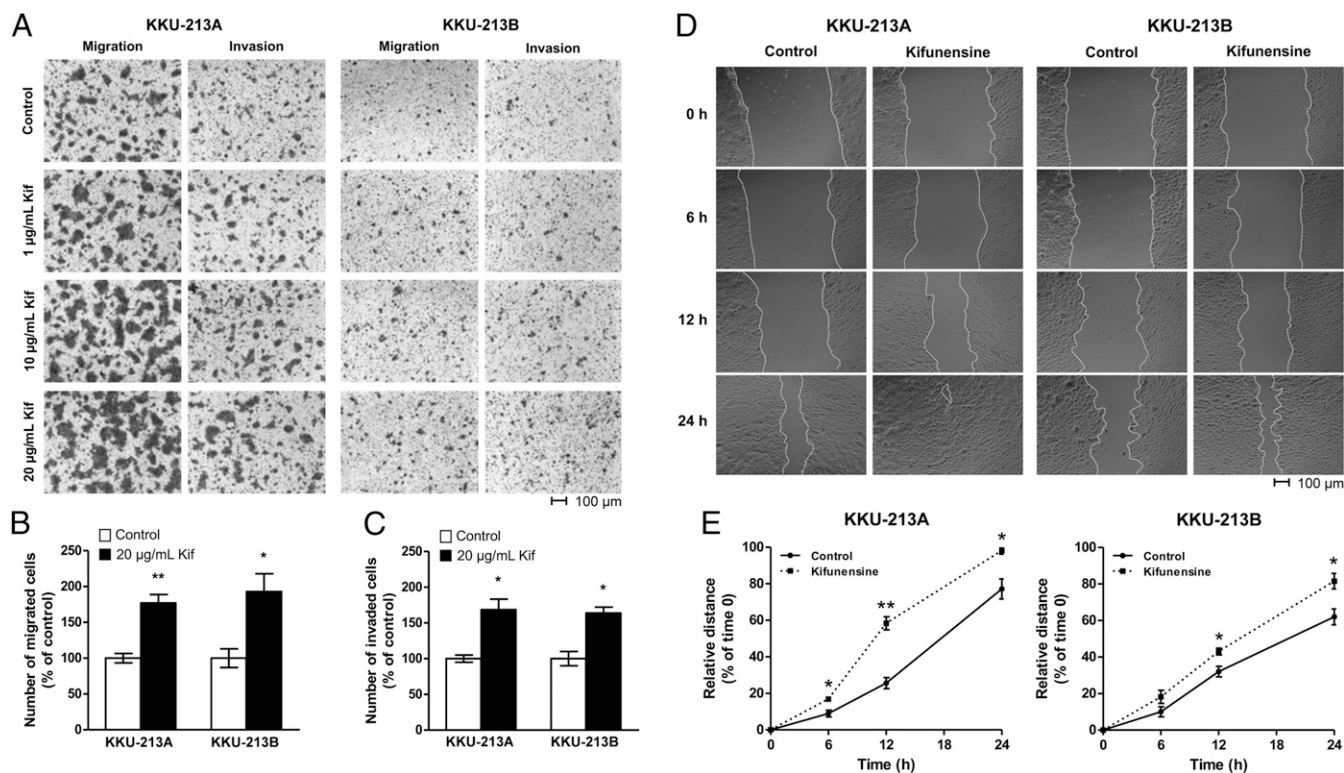 A
KKU-213A
KKU-213B
Migration
Invasion
Migration
Invasion
Control
1 µg/mL Kif
10 µg/mL Kif
20 µg/mL Kif
100 µm
B
Control
20 µg/mL Kif
Number of migrated cells
(% of control)
250
200
150
100
50
0
**
*
KKU-213A
KKU-213B
C
Control
20 µg/mL Kif
Number of invaded cells
(% of control)
250
200
150
100
50
0
*
*
KKU-213A
KKU-213B
D
KKU-213A
KKU-213B
Control
Kifunensine
Control
Kifunensine
0 h
6 h
12 h
24 h
100 µm
E
KKU-213A
Control
Kifunensine
Relative distance
(% of time 0)
100
80
60
40
20
0
*
**
*
0
6
12
24
Time (h)
KKU-213B
Control
Kifunensine
Relative distance
(% of time 0)
100
80
60
40
20
0
*
*
0
6
12
24
Time (h)